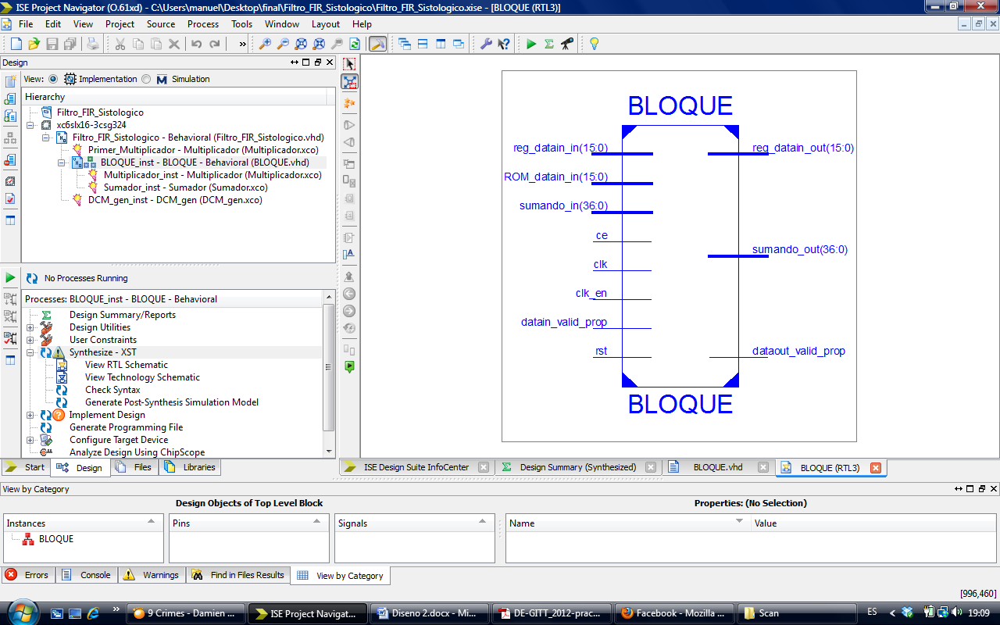 ISE Project Navigator (O.61xd) - C:\Users\manuel\Desktop\final\Filtro_FIR_Sistologico\Filtro_FIR_Sistologico.xise - [BLOQUE (RTL3)]
File Edit View Project Source Process Tools Window Layout Help
Design
View: Implementation Simulation
Hierarchy
Filtro_FIR_Sistologico
xc6slx16-3csg324
Filtro_FIR_Sistologico - Behavioral (Filtro_FIR_Sistologico.vhd)
Primer_Multiplicador - Multiplicador (Multiplicador.xco)
BLOQUE_inst - BLOQUE - Behavioral (BLOQUE.vhd)
Multiplicador_inst - Multiplicador (Multiplicador.xco)
Sumador_inst - Sumador (Sumador.xco)
DCM_gen_inst - DCM_gen (DCM_gen.xco)
No Processes Running
Processes: BLOQUE_inst - BLOQUE - Behavioral
Design Summary/Reports
Design Utilities
User Constraints
Synthesize - XST
View RTL Schematic
View Technology Schematic
Check Syntax
Generate Post-Synthesis Simulation Model
Implement Design
Generate Programming File
Configure Target Device
Analyze Design Using ChipScope
Start Design Files Libraries
BLOQUE
reg_datain_in(15:0) reg_datain_out(15:0)
ROM_datain_in(15:0)
sumando_in(36:0)
ce
sumando_out(36:0)
clk
clk_en
datain_valid_prop
rst dataout_valid_prop
BLOQUE
ISE Design Suite InfoCenter Design Summary (Synthesized) BLOQUE.vhd BLOQUE (RTL3)
View by Category
Design Objects of Top Level Block Properties: (No Selection)
Instances Pins Signals Name Value
BLOQUE
Errors Console Warnings Find in Files Results View by Category
[996,460]
9 Crimes - Damien ... ISE Project Navigat... Diseno 2.docx - Mi... DE-GITT_2012-prac... Facebook - Mozilla ... Scan ES 19:09